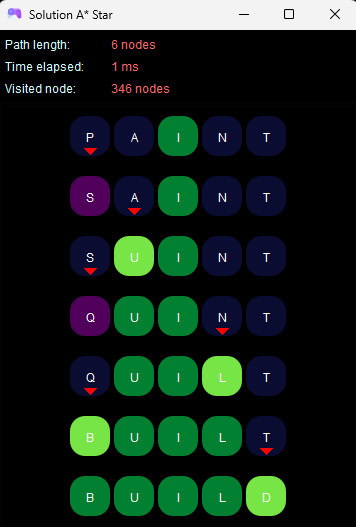 Solution A* Star
Path length: 6 nodes
Time elapsed: 1 ms
Visited node: 346 nodes
P A I N T
S A I N T
S U I N T
Q U I N T
Q U I L T
B U I L T
B U I L D